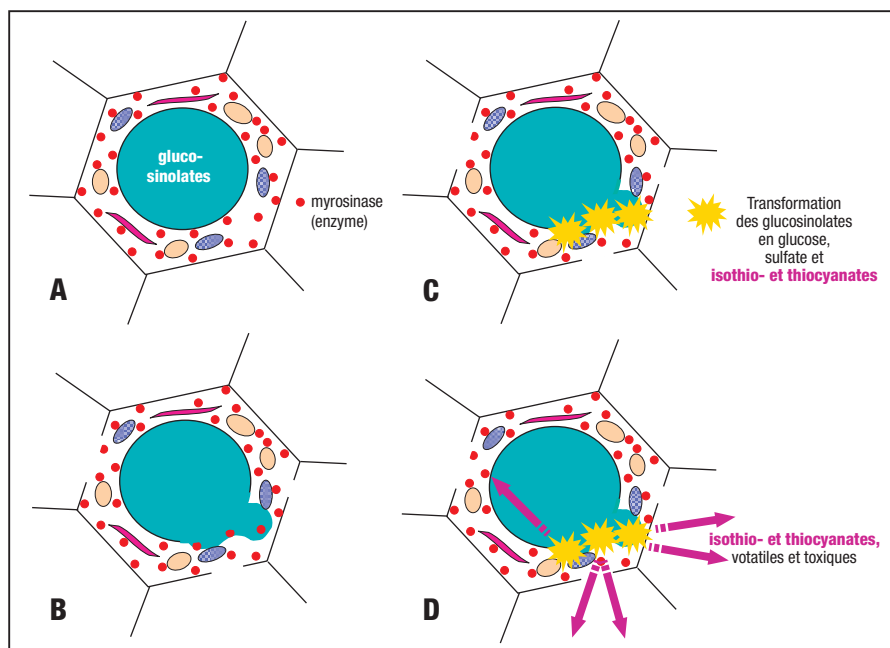 gluco-
sinolates
myrosinase
(enzyme)
A
C
Transformation
des glucosinolates
en glucose,
sulfate et
isothio- et thiocyanates
B
D
isothio- et thiocyanates,
votatiles et toxiques